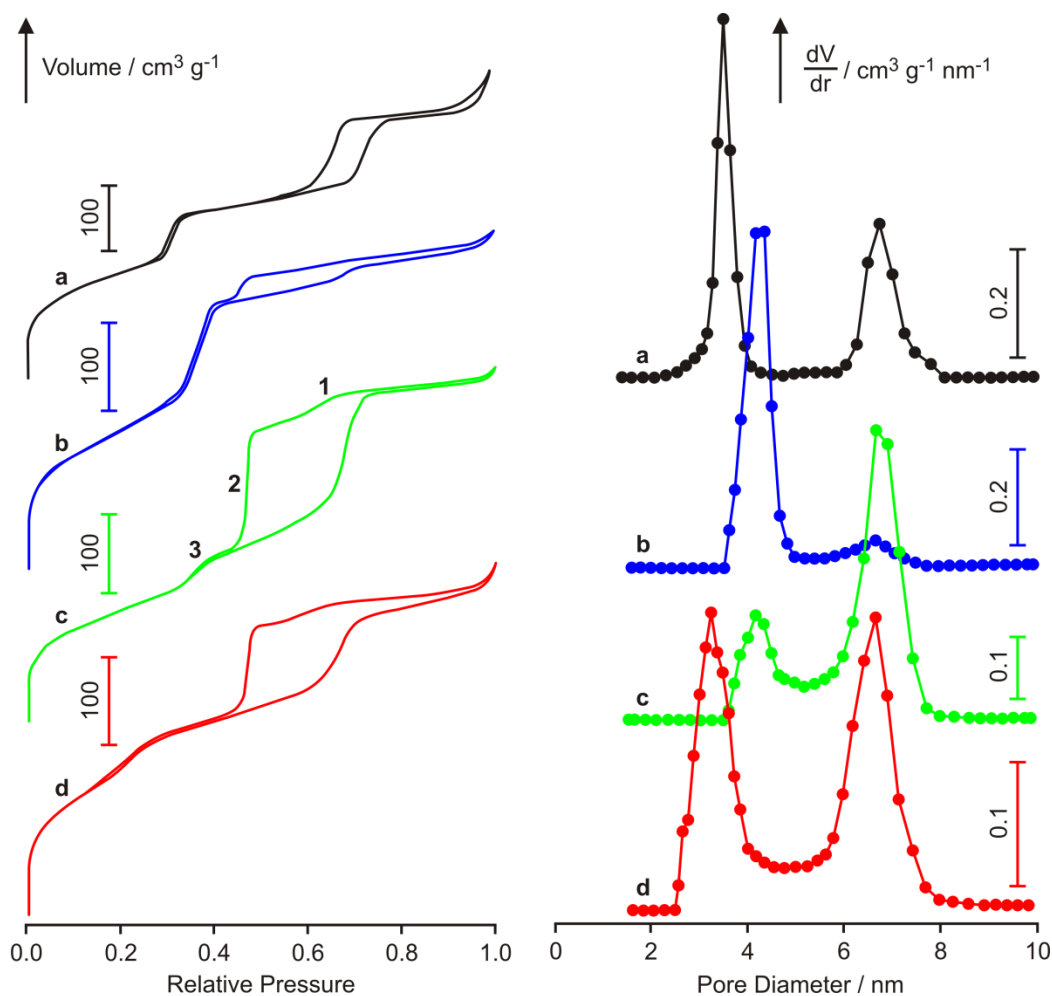 Volume / cm³ g⁻¹
100
a
100
b
1
2
100
3
c
100
d
0.0 0.2 0.4 0.6 0.8 1.0
Relative Pressure
dV
dr / cm³ g⁻¹ nm⁻¹
0.2
a
0.2
b
0.1
c
0.1
d
0 2 4 6 8 10
Pore Diameter / nm